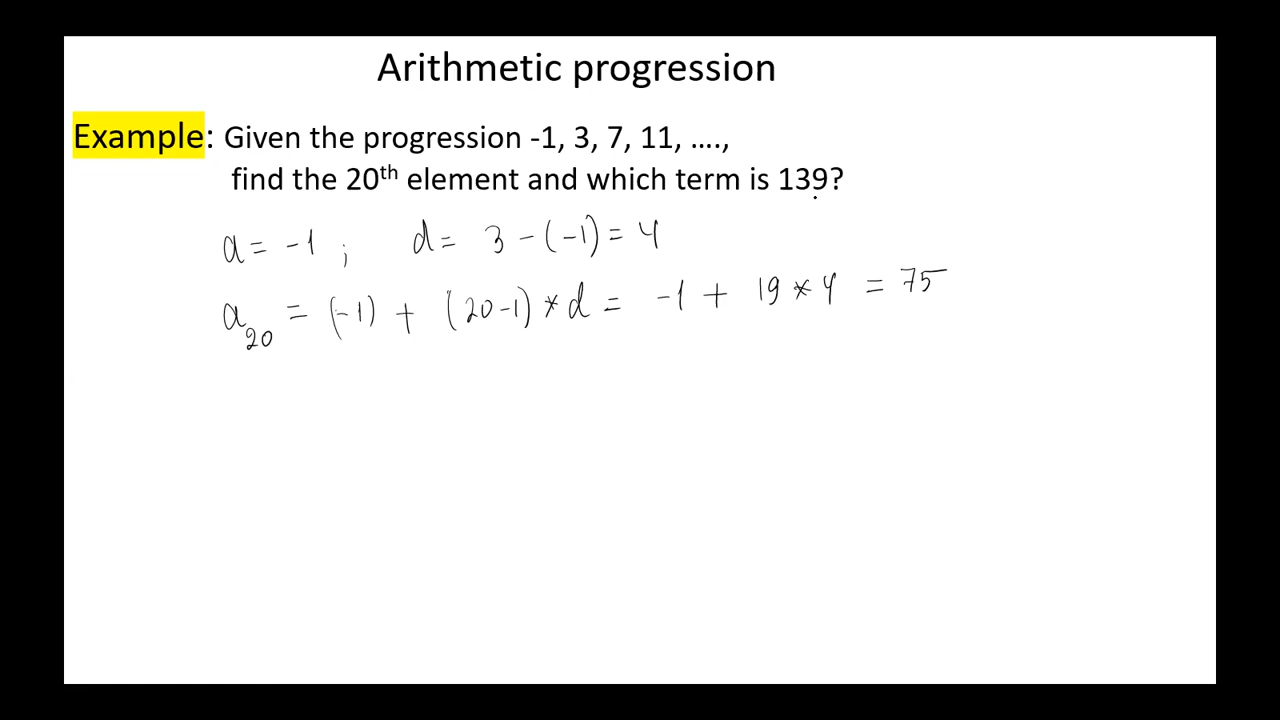 Arithmetic progression
Example: Given the progression -1, 3, 7, 11, ….,
find the 20th element and which term is 139?
a = -1 ; d = 3 - (-1) = 4
a20 = (-1) + (20-1) * d = -1 + 19 * 4 = 75